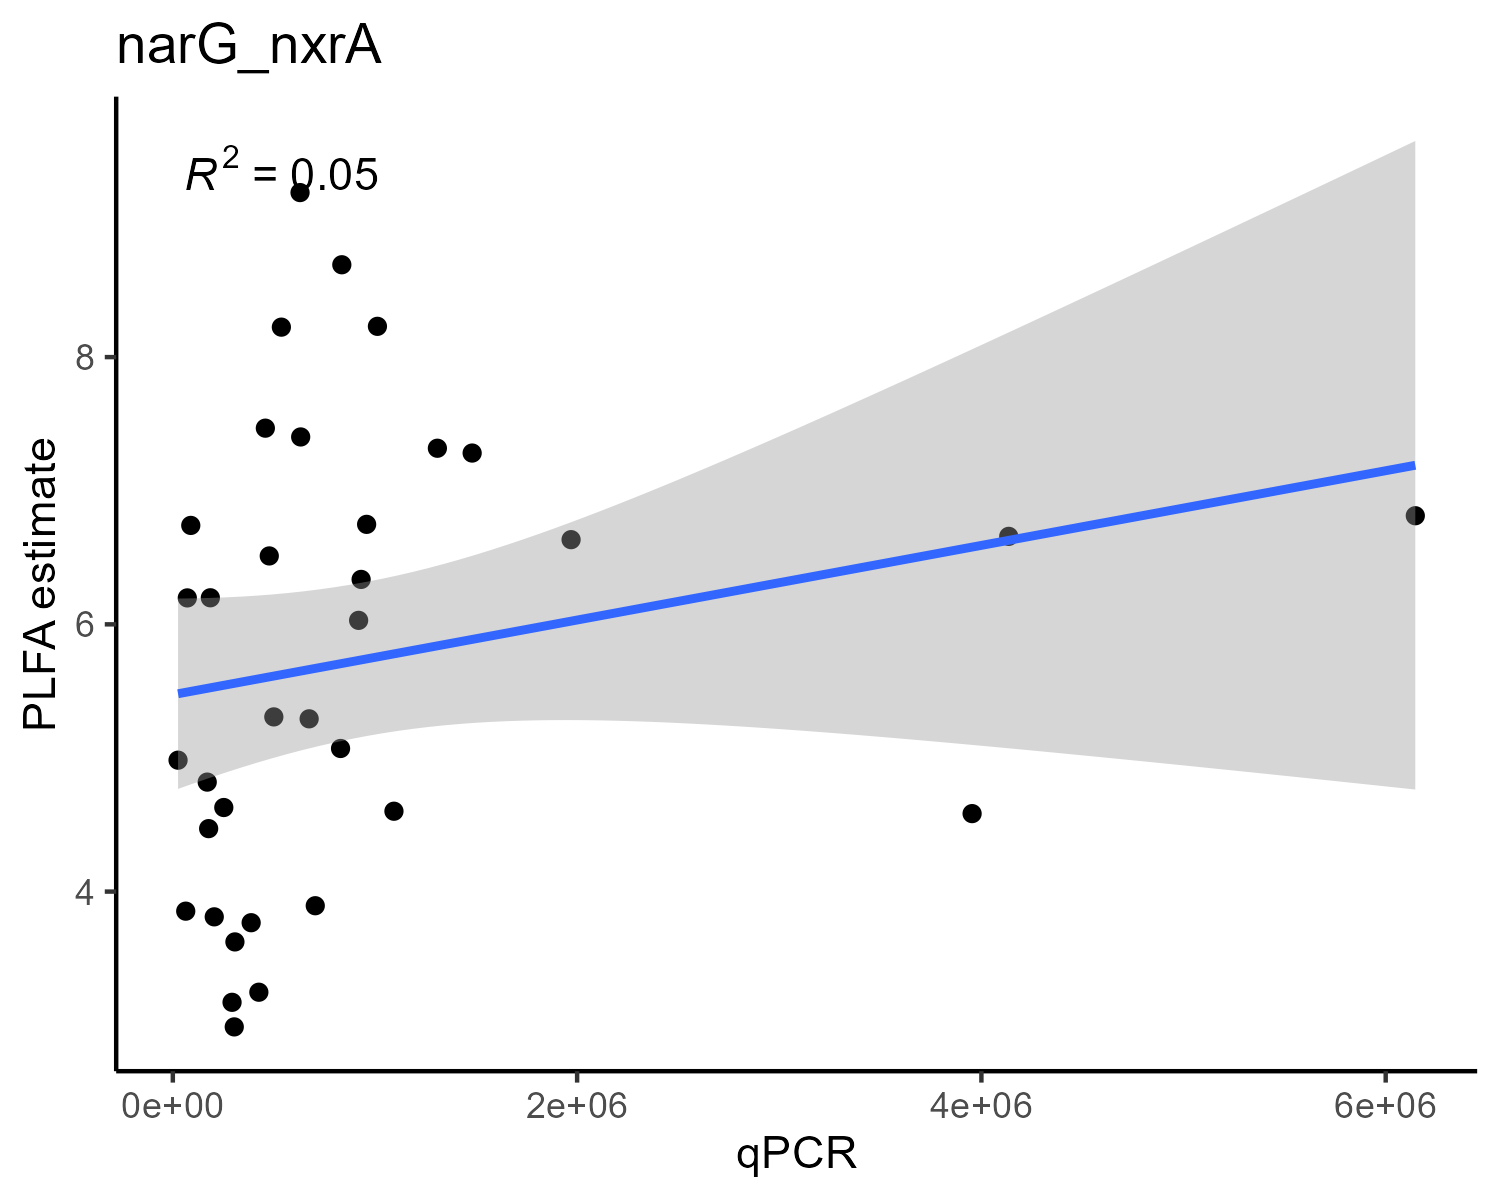 narG_nxrA
R² = 0.05
8
6
4
PLFA estimate
0e+00 2e+06 4e+06 6e+06
qPCR